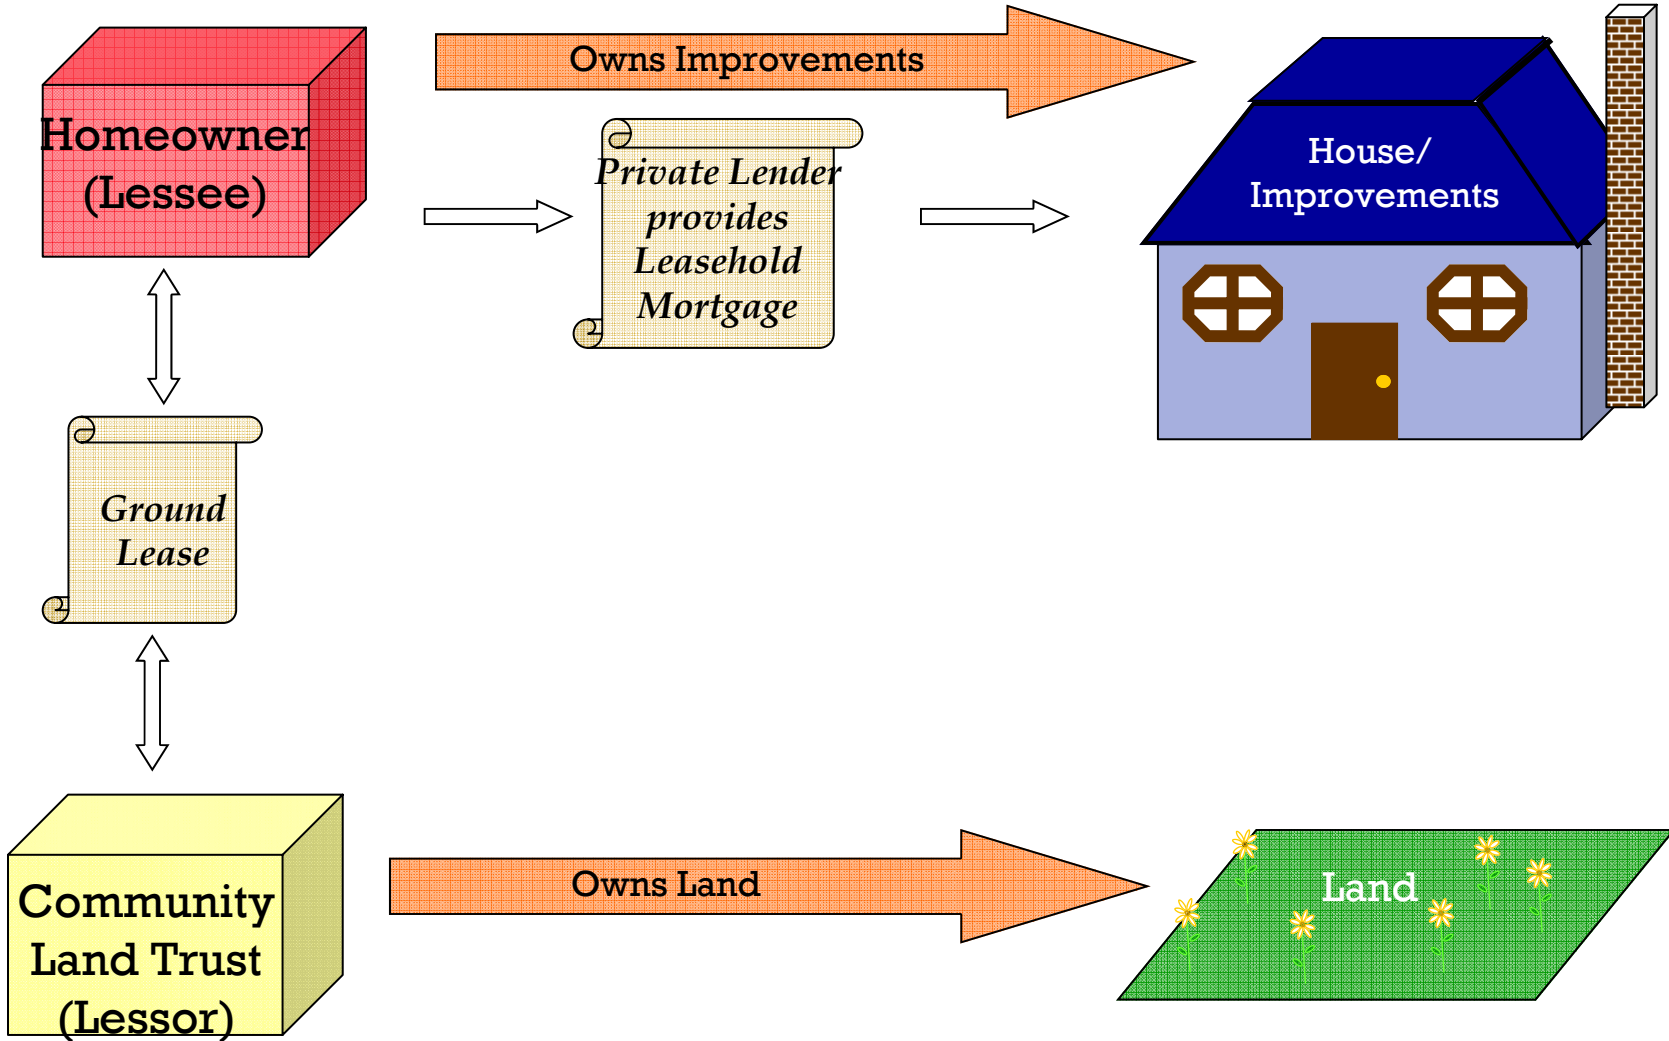 Owns Improvements
Homeowner
(Lessee)
Private Lender
provides
Leasehold
Mortgage
House/
Improvements
Ground
Lease
Community
Land Trust
(Lessor)
Owns Land
Land